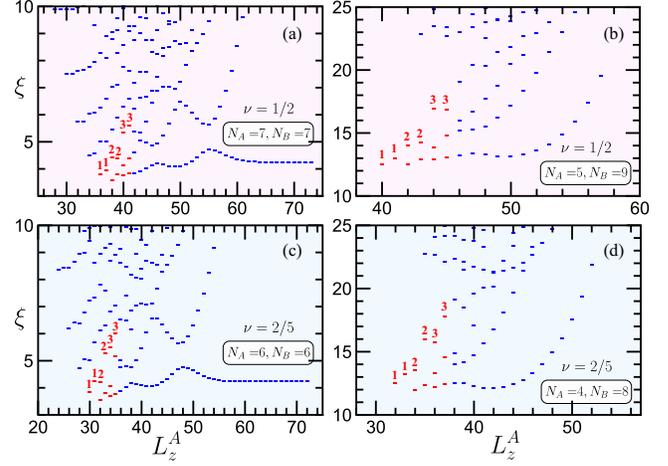 10
(a)
ξ
ν = 1/2
N_A =7, N_B =7
5
1 1 2 2 3 3
30 40 50 60 70
25
(b)
20
3 3
15
1 1 2 2
ν = 1/2
N_A =5, N_B =9
10
40 50 60
10
(c)
ξ
ν = 2/5
N_A =6, N_B =6
5
1 1 2 2 3 3
20 30 40 50 60 70
L_z^A
25
(d)
20
3
2 3
15
1 1 2
ν = 2/5
N_A =4, N_B =8
10
30 40 50
L_z^A